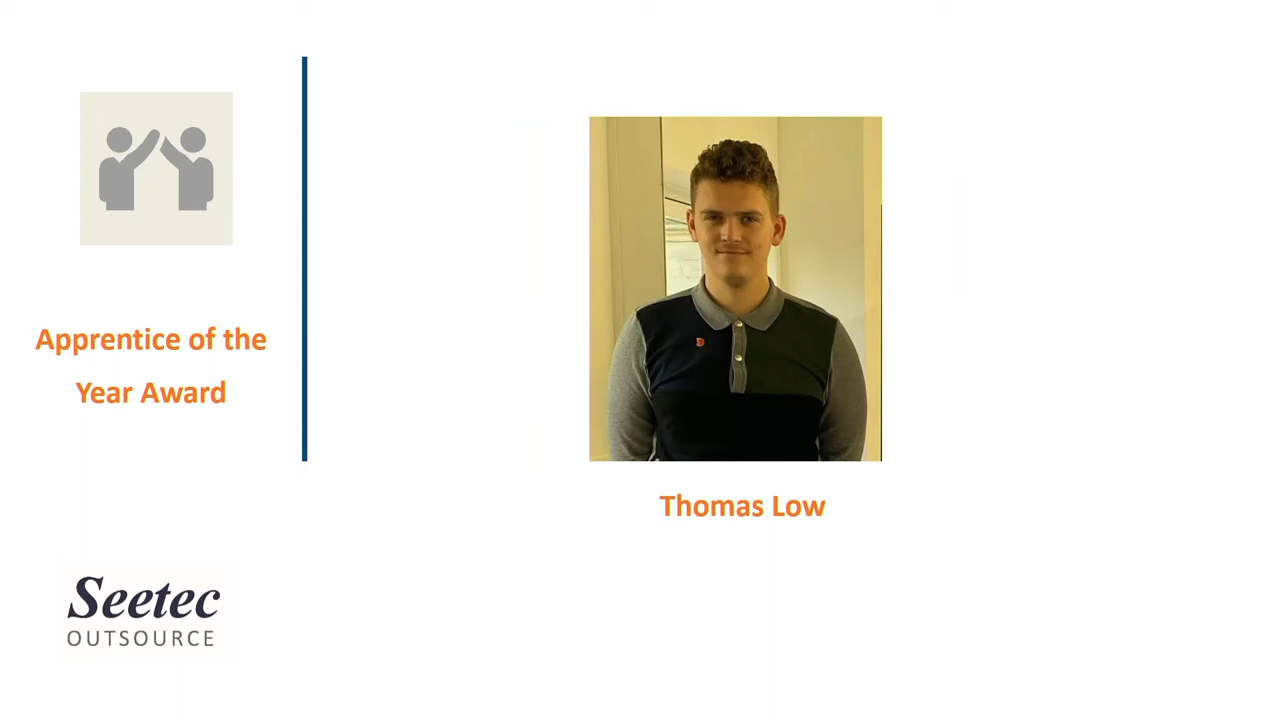 Apprentice of the
Year Award
Thomas Low
Seetec
OUTSOURCE